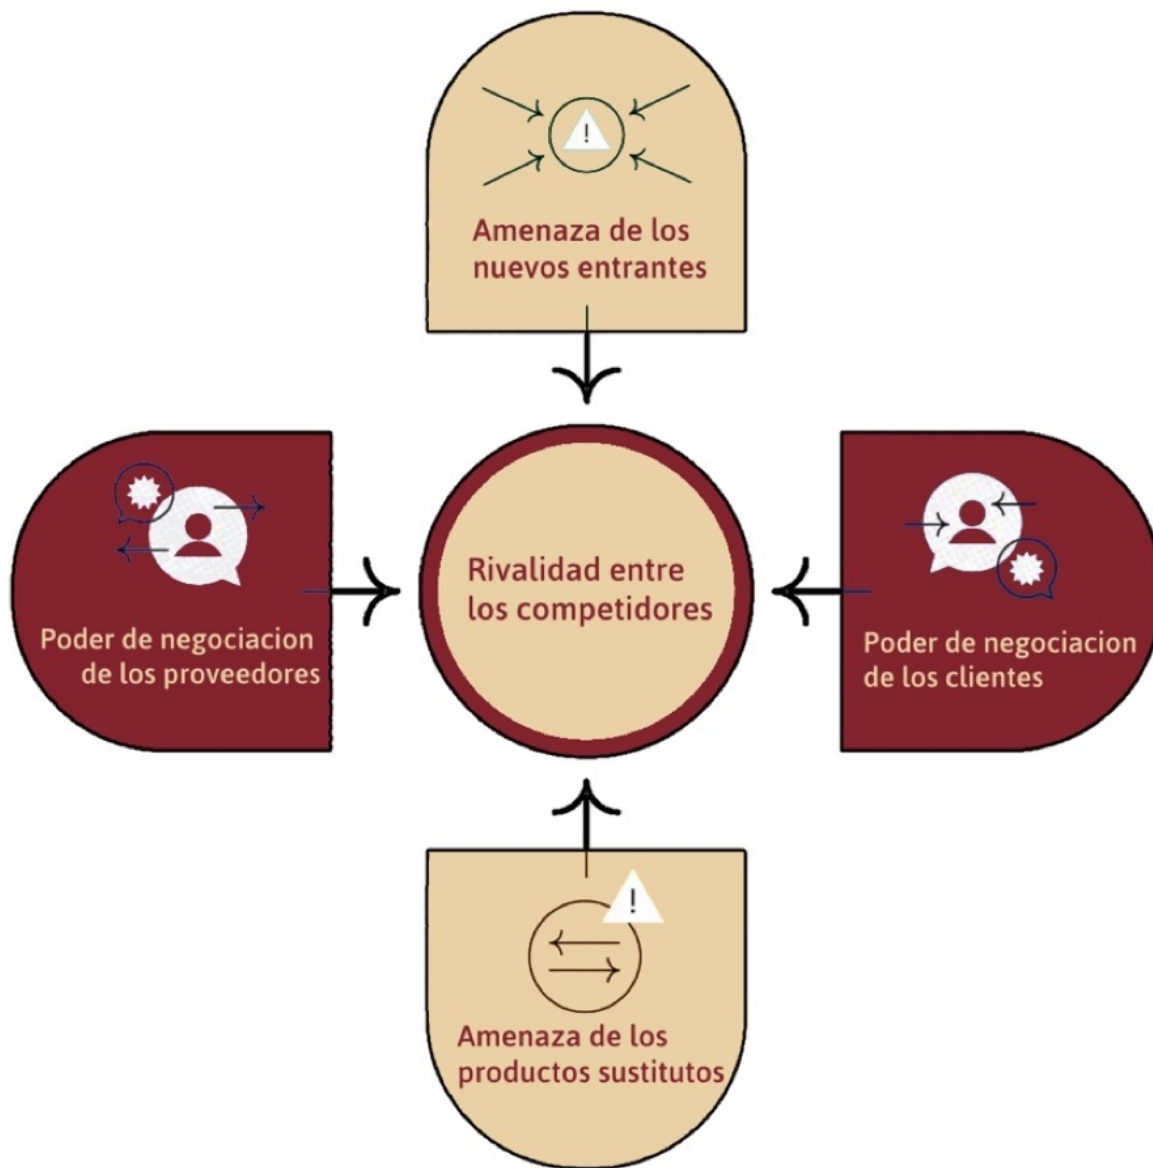 !
Amenaza de los
nuevos entrantes
Poder de negociacion
de los proveedores
Rivalidad entre
los competidores
Poder de negociacion
de los clientes
!
Amenaza de los
productos sustitutos